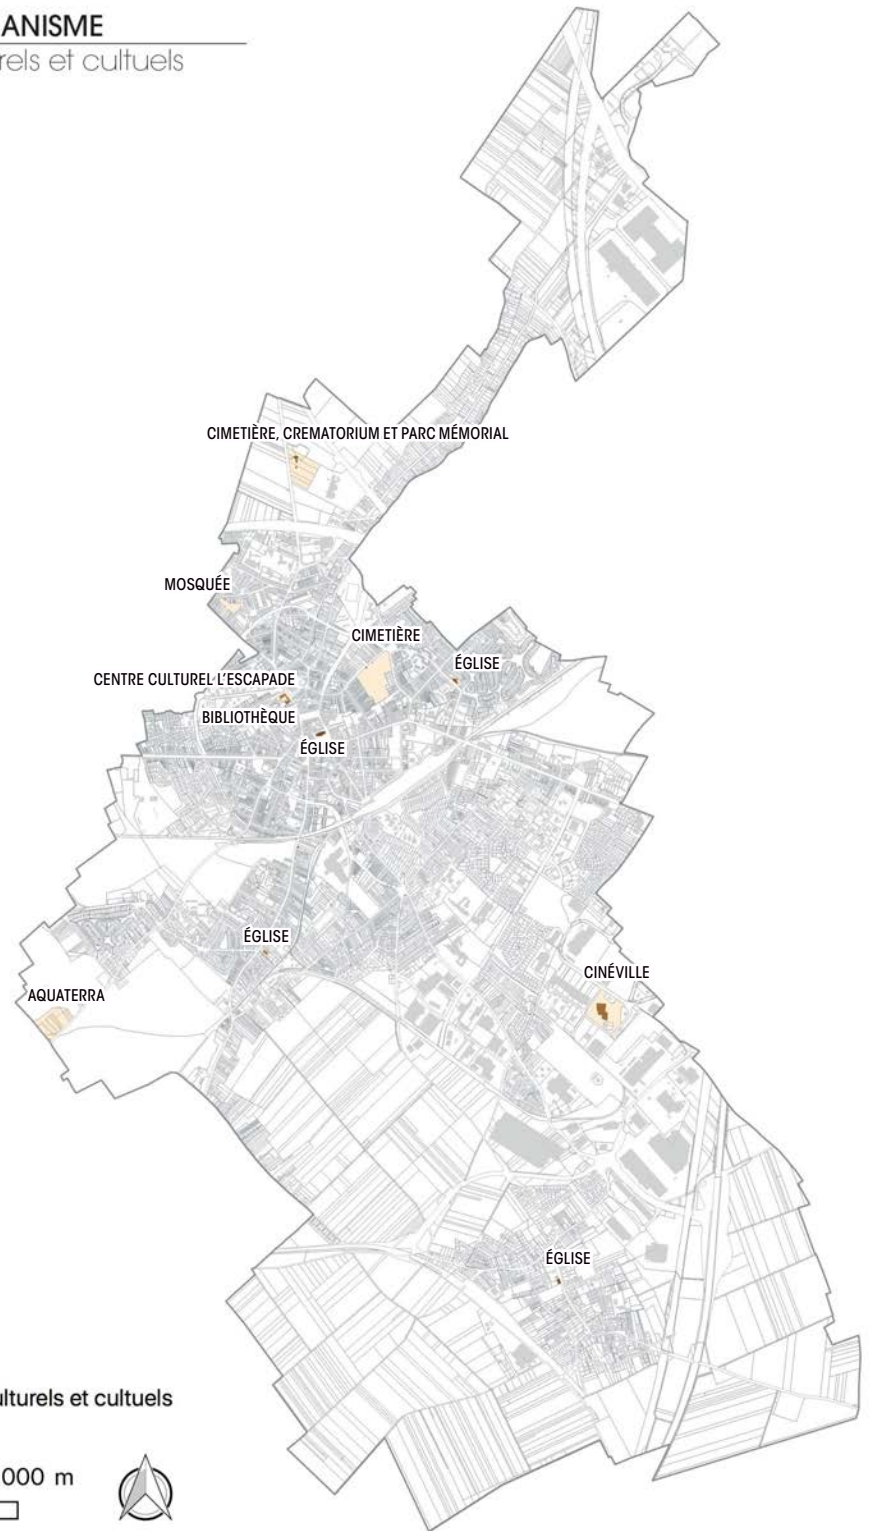 ANISME
rels et cultuels
CIMETIÈRE, CREMATORIUM ET PARC MÉMORIAL
MOSQUÉE
CIMETIÈRE
ÉGLISE
CENTRE CULTUREL L'ESCAPADE
BIBLIOTHÈQUE
ÉGLISE
ÉGLISE
CINÉVILLE
AQUATERRA
ÉGLISE
ulturels et cultuels
000 m